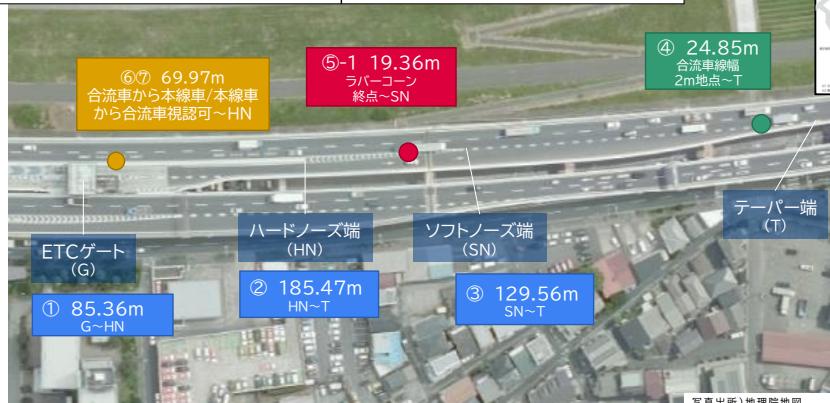 ⑥⑦ 69.97m
合流車から本線車/本線車
から合流車視認可～HN
⑤-1 19.36m
ラバーコーン
終点～SN
④ 24.85m
合流車線幅
2m地点～T
ETCゲート
(G)
ハードノーズ端
(HN)
ソフトノーズ端
(SN)
テーパー端
(T)
① 85.36m
G～HN
② 185.47m
HN～T
③ 129.56m
SN～T
写真出所)地理院地図